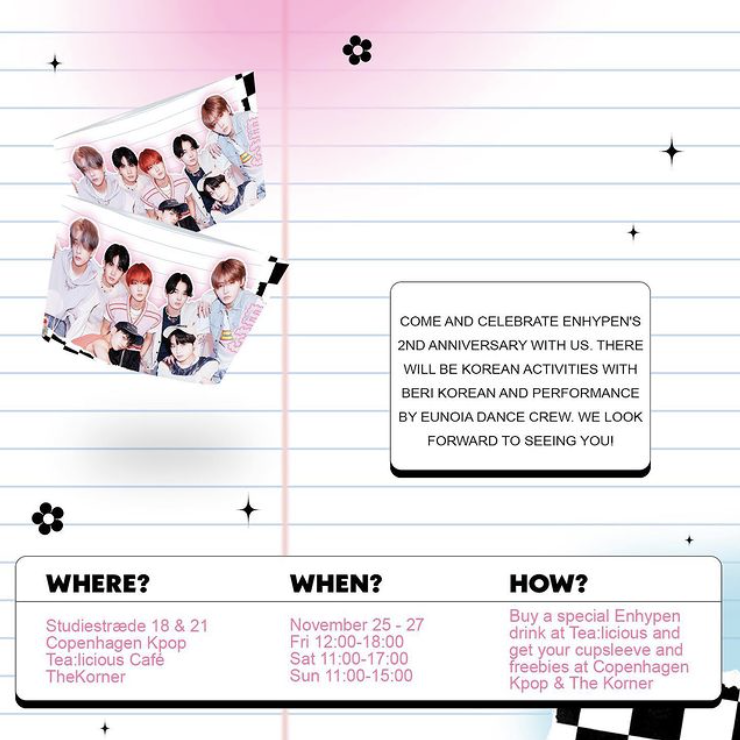 COME AND CELEBRATE ENHYPEN'S
2ND ANNIVERSARY WITH US. THERE
WILL BE KOREAN ACTIVITIES WITH
BERI KOREAN AND PERFORMANCE
BY EUNOIA DANCE CREW. WE LOOK
FORWARD TO SEEING YOU!
WHERE?
Studiestræde 18 & 21
Copenhagen Kpop
Tea:licious Café
TheKorner
WHEN?
November 25 - 27
Fri 12:00-18:00
Sat 11:00-17:00
Sun 11:00-15:00
HOW?
Buy a special Enhypen
drink at Tea:licious and
get your cupsleeve and
freebies at Copenhagen
Kpop & The Korner